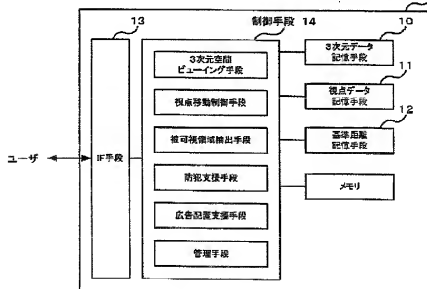 13
制御手段
14
10
3次元空間
ビューイング手段
3次元データ
記憶手段
視点移動制御手段
11
視点データ
記憶手段
被可視領域抽出手段
12
基準距離
記憶手段
ユーザ
IF手段
防犯支援手段
メモリ
広告配置支援手段
管理手段